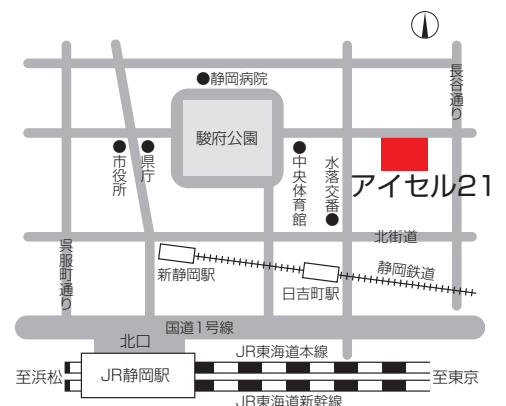 長谷通り
静岡病院
駿府公園
市役所
県庁
中央体育館
水落交番
アイセル21
北街道
呉服町通り
新静岡駅
静岡鉄道
日吉町駅
国道1号線
北口
JR東海道本線
至浜松
JR静岡駅
至東京
JR東海道新幹線